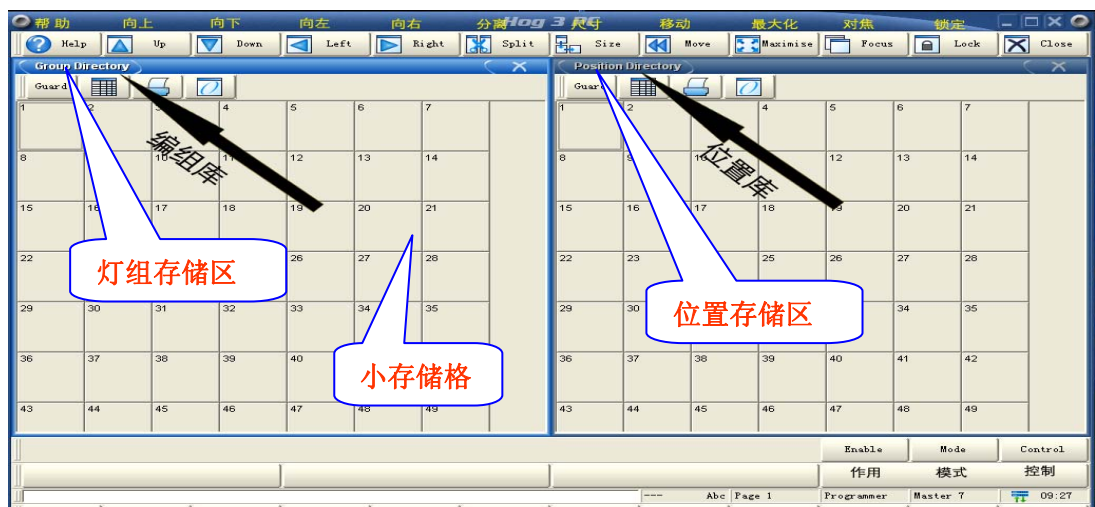 帮助 向上 向下 向左 向右 分离 Hog 3 PC 尺寸 移动 最大化 对焦 锁定
Help Up Down Left Right Split Size Move Maximise Focus Lock Close
Group Directory Position Directory
Guard Guard
1 2 3 4 5 6 7 1 2 4 5 6 7
编组库 位置库
8 10 11 12 13 14 8 9 10 12 13 14
15 16 17 18 19 20 21 15 16 17 18 19 20 21
灯组存储区
22 26 27 28 22 23 25 26 27 28
位置存储区
29 30 31 32 33 34 35 29 30 34 35
小存储格
36 37 38 39 40 36 37 38 39 40 41 42
43 44 45 46 47 48 49 43 44 45 46 47 48 49
Enable Mode Control
作用 模式 控制
--- Abc Page 1 Programmer Master 7 09:27